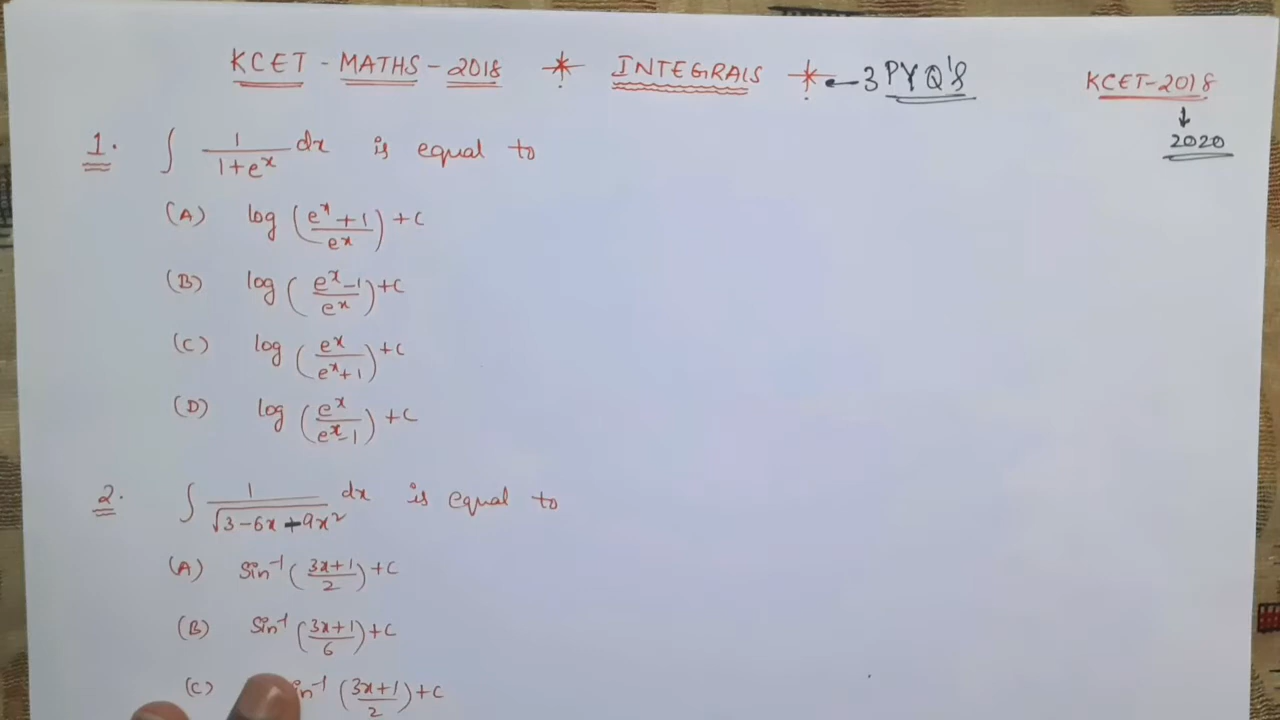 KCET - MATHS - 2018 * INTEGRALS * ← 3 PYQ'S
KCET-2018
↓
2020
1. ∫ 1/(1+e^x) dx is equal to
(A) log ((e^x+1)/e^x) + C
(B) log ((e^x-1)/e^x) + C
(C) log (e^x/(e^x+1)) + C
(D) log (e^x/(e^x-1)) + C
2. ∫ 1/√(3-6x-9x²) dx is equal to
(A) Sin⁻¹ ((3x+1)/2) + C
(B) Sin⁻¹ ((3x+1)/6) + C
(C) in⁻¹ ((3x+1)/2) + C